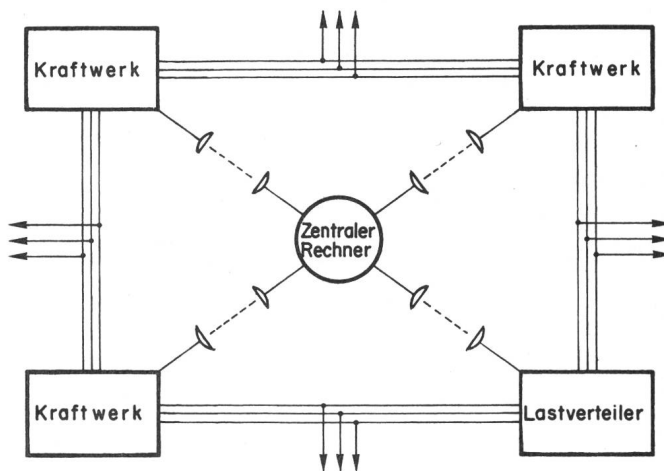 Kraftwerk
Kraftwerk
Zentraler
Rechner
Kraftwerk
Lastverteiler